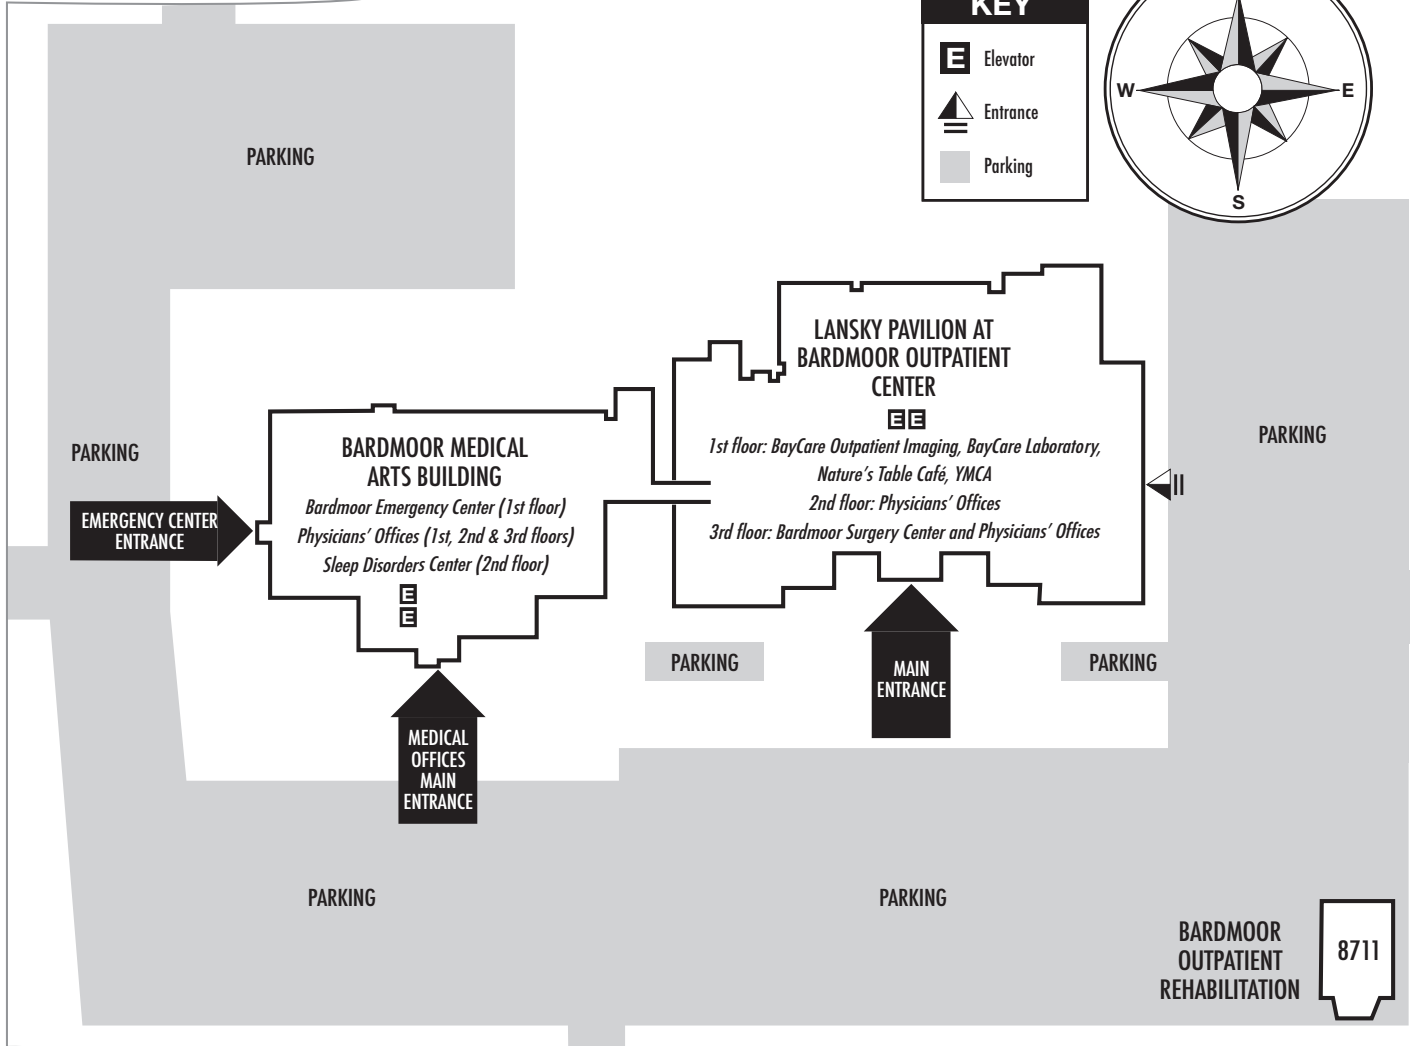 KEY
E Elevator
Entrance
Parking
W
E
S
PARKING
LANSKY PAVILION AT
BARDMOOR OUTPATIENT
CENTER
E E
1st floor: BayCare Outpatient Imaging, BayCare Laboratory,
Nature's Table Café, YMCA
2nd floor: Physicians' Offices
3rd floor: Bardmoor Surgery Center and Physicians' Offices
PARKING
BARDMOOR MEDICAL
ARTS BUILDING
Bardmoor Emergency Center (1st floor)
Physicians' Offices (1st, 2nd & 3rd floors)
Sleep Disorders Center (2nd floor)
E
E
PARKING
EMERGENCY CENTER
ENTRANCE
PARKING
MAIN
ENTRANCE
PARKING
MEDICAL
OFFICES
MAIN
ENTRANCE
PARKING
PARKING
BARDMOOR
OUTPATIENT
REHABILITATION
8711